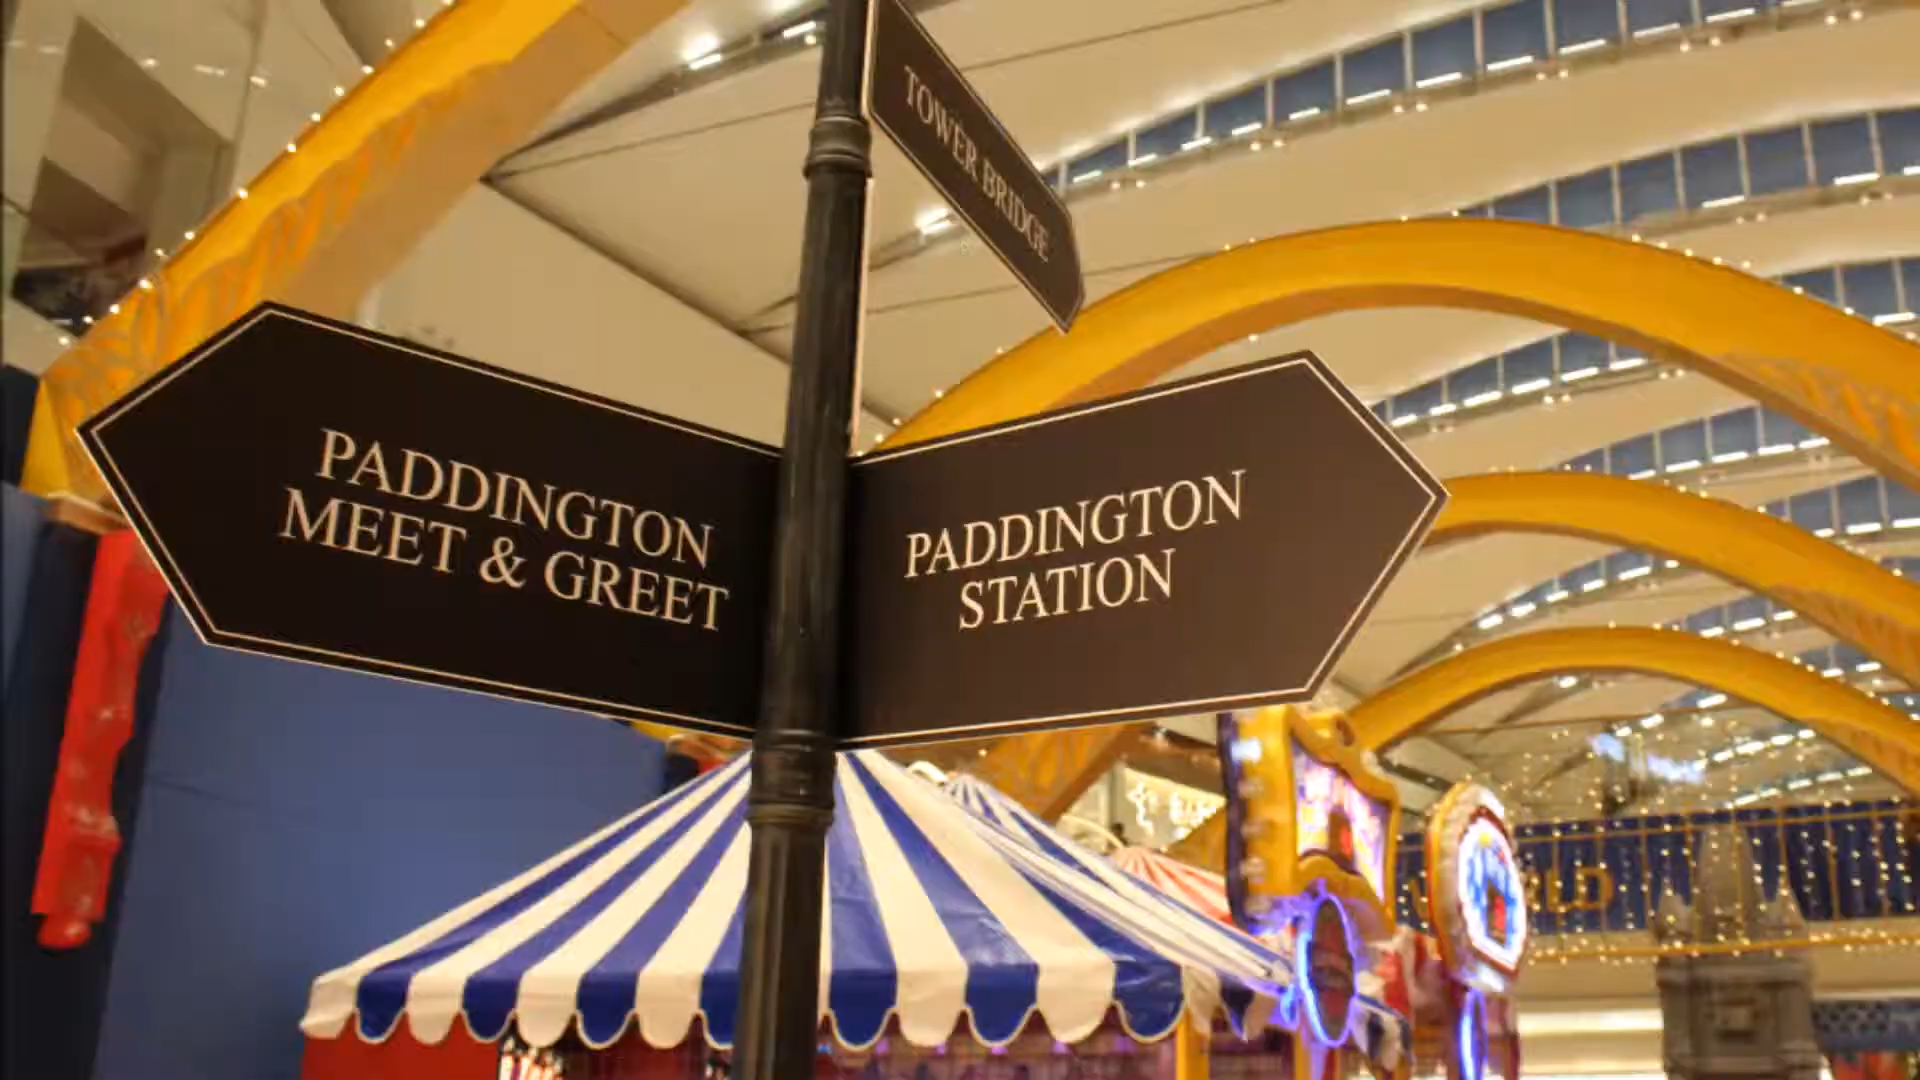 TOWER BRIDGE
PADDINGTON
MEET & GREET
PADDINGTON
STATION